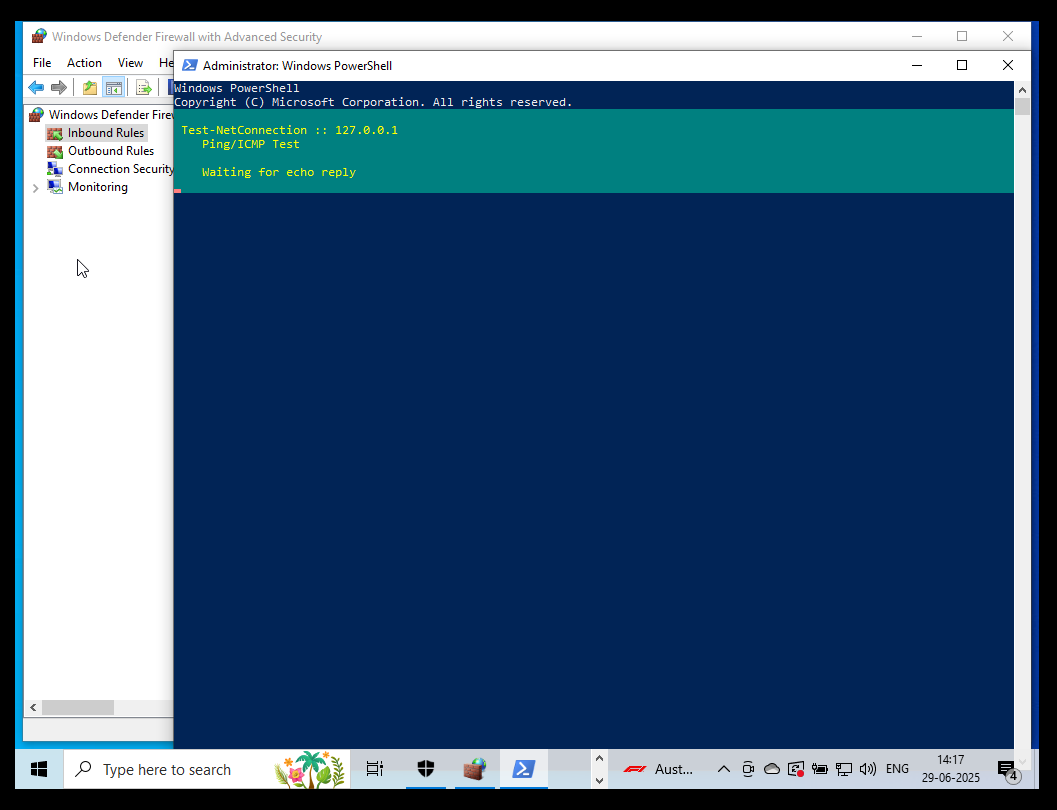 Windows Defender Firewall with Advanced Security
File Action View He
Administrator: Windows PowerShell
Windows Defender Fire
Inbound Rules
Outbound Rules
Connection Security
Monitoring
Windows PowerShell
Copyright (C) Microsoft Corporation. All rights reserved.
Test-NetConnection :: 127.0.0.1
Ping/ICMP Test
Waiting for echo reply
Type here to search
Aust...
ENG
14:17
29-06-2025
4